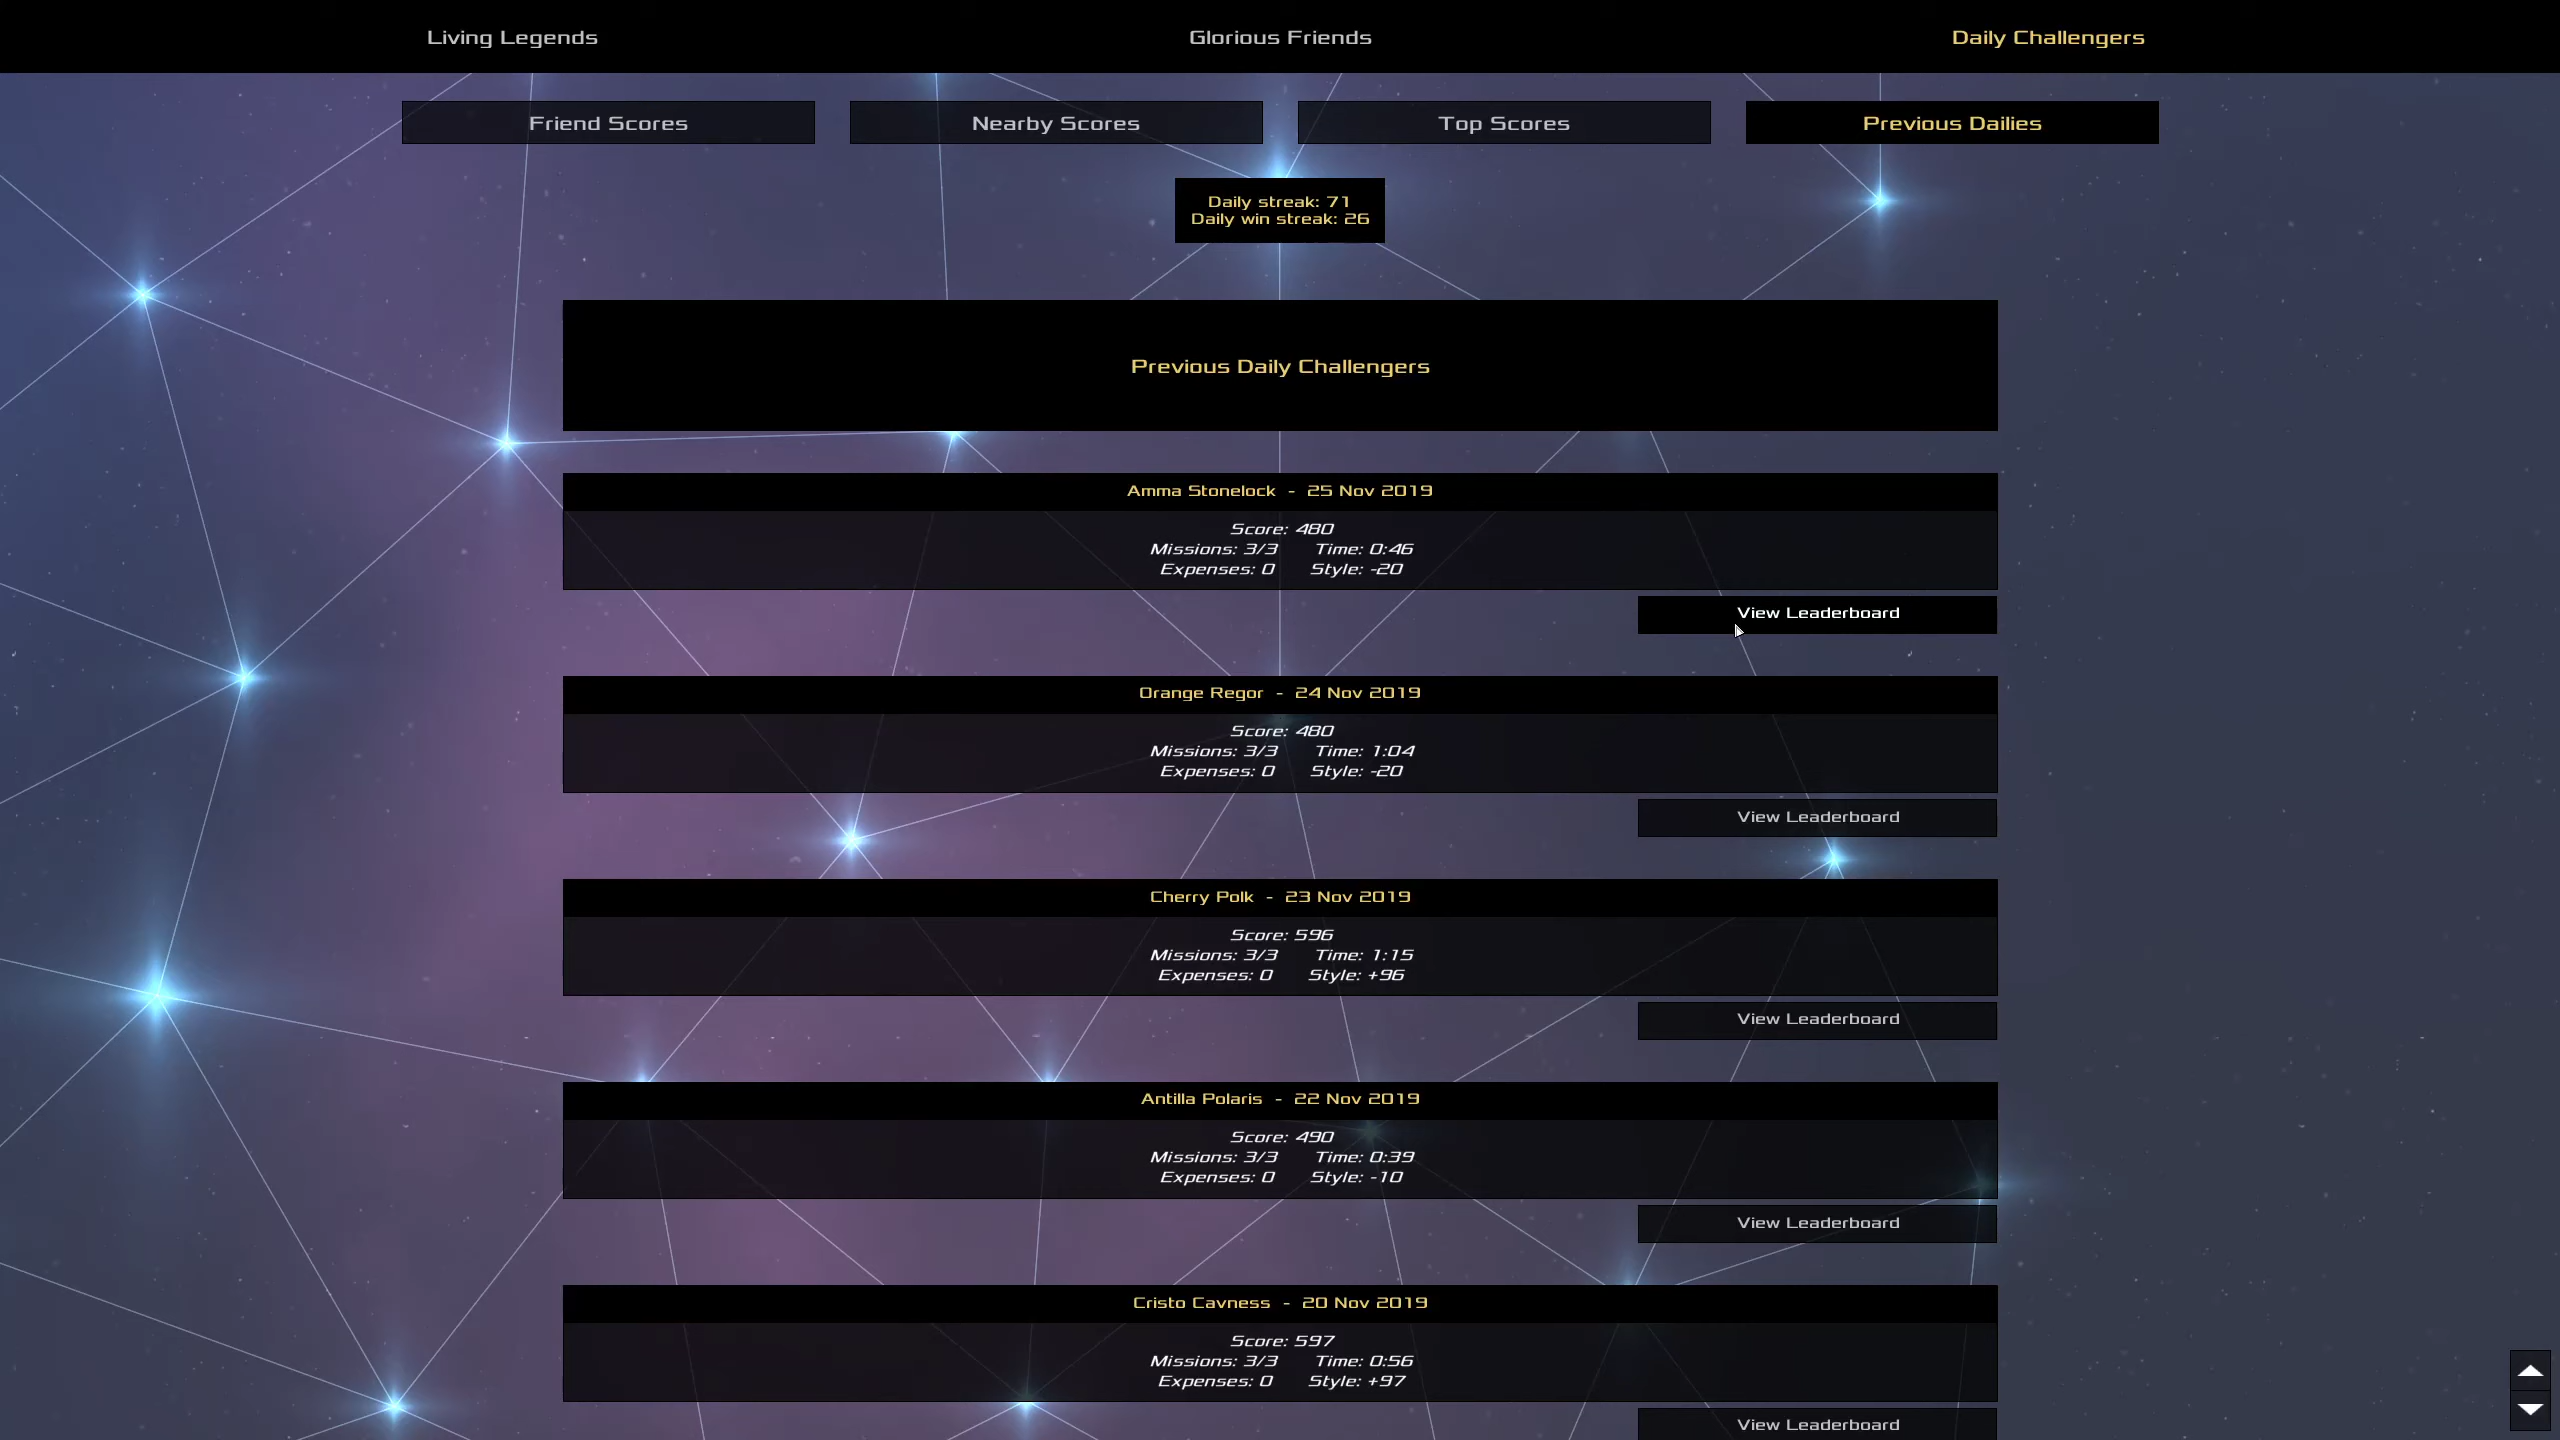 Living Legends
Glorious Friends
Daily Challengers
Friend Scores
Nearby Scores
Top Scores
Previous Dailies
Daily streak: 71
Daily win streak: 26
Previous Daily Challengers
Amma Stonelock - 25 Nov 2019
Score: 480
Missions: 3/3 Time: 0:46
Expenses: 0 Style: -20
View Leaderboard
Orange Regor - 24 Nov 2019
Score: 480
Missions: 3/3 Time: 1:04
Expenses: 0 Style: -20
View Leaderboard
Cherry Polk - 23 Nov 2019
Score: 596
Missions: 3/3 Time: 1:15
Expenses: 0 Style: +96
View Leaderboard
Antilla Polaris - 22 Nov 2019
Score: 490
Missions: 3/3 Time: 0:39
Expenses: 0 Style: -10
View Leaderboard
Cristo Cavness - 20 Nov 2019
Score: 597
Missions: 3/3 Time: 0:56
Expenses: 0 Style: +97
View Leaderboard